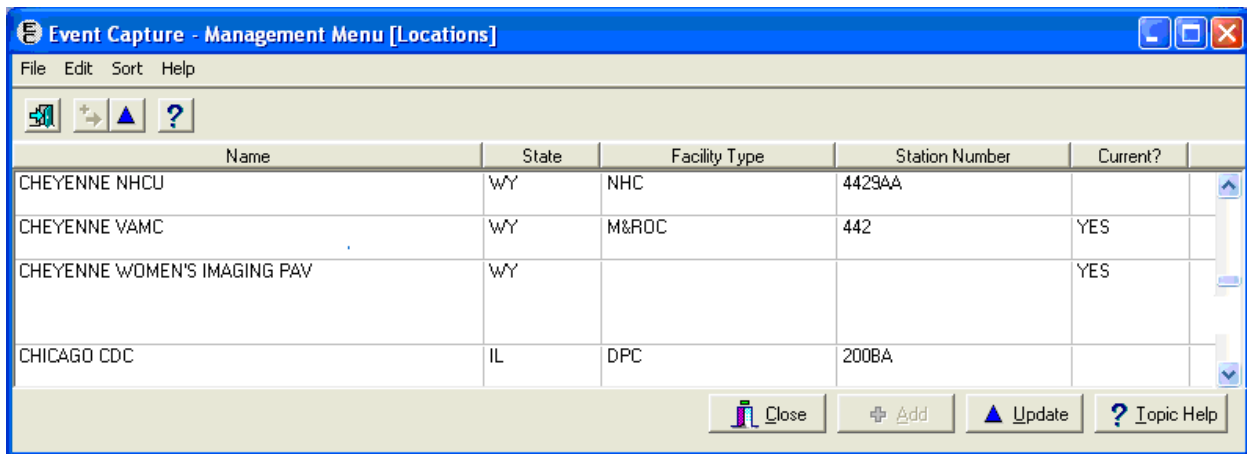 Event Capture - Management Menu [Locations]
File Edit Sort Help
Name State Facility Type Station Number Current?
CHEYENNE NHCU WY NHC 4429AA
CHEYENNE VAMC WY M&ROC 442 YES
CHEYENNE WOMEN'S IMAGING PAV WY YES
CHICAGO CDC IL DPC 200BA
Close Add Update ? Topic Help